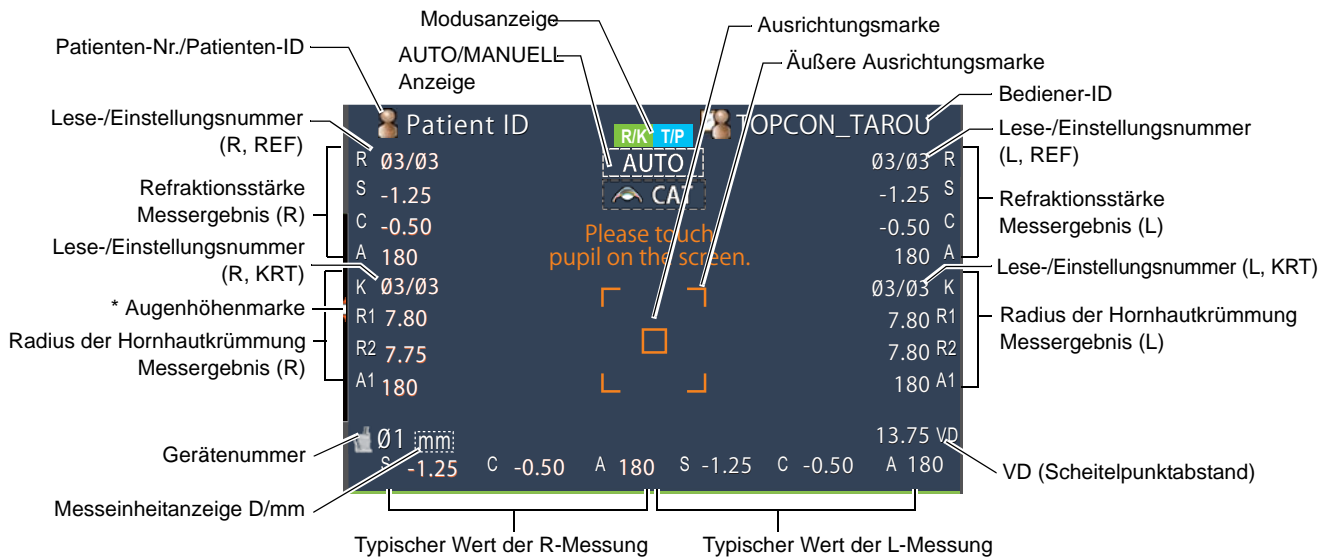 Modusanzeige
Ausrichtungsmarke
Patienten-Nr./Patienten-ID
AUTO/MANUELL
Anzeige
Äußere Ausrichtungsmarke
Bediener-ID
Lese-/Einstellungsnummer
(R, REF)
Refraktionsstärke
Messergebnis (R)
Lese-/Einstellungsnummer
(R, KRT)
* Augenhöhenmarke
Radius der Hornhautkrümmung
Messergebnis (R)
Gerätenummer
Messeinheitanzeige D/mm
Patient ID
R/K T/P
TOPCON_TAROU
AUTO
CAT
Please touch
pupil on the screen.
R Ø3/Ø3
S -1.25
C -0.50
A 180
K Ø3/Ø3
R1 7.80
R2 7.75
A1 180
Ø3/Ø3 R
-1.25 S
-0.50 C
180 A
Ø3/Ø3 K
7.80 R1
7.80 R2
180 A1
Ø1 mm
13.75 VD
S -1.25 C -0.50 A 180 S -1.25 C -0.50 A 180
Lese-/Einstellungsnummer
(L, REF)
Refraktionsstärke
Messergebnis (L)
Lese-/Einstellungsnummer (L, KRT)
Radius der Hornhautkrümmung
Messergebnis (L)
VD (Scheitelpunktabstand)
Typischer Wert der R-Messung
Typischer Wert der L-Messung